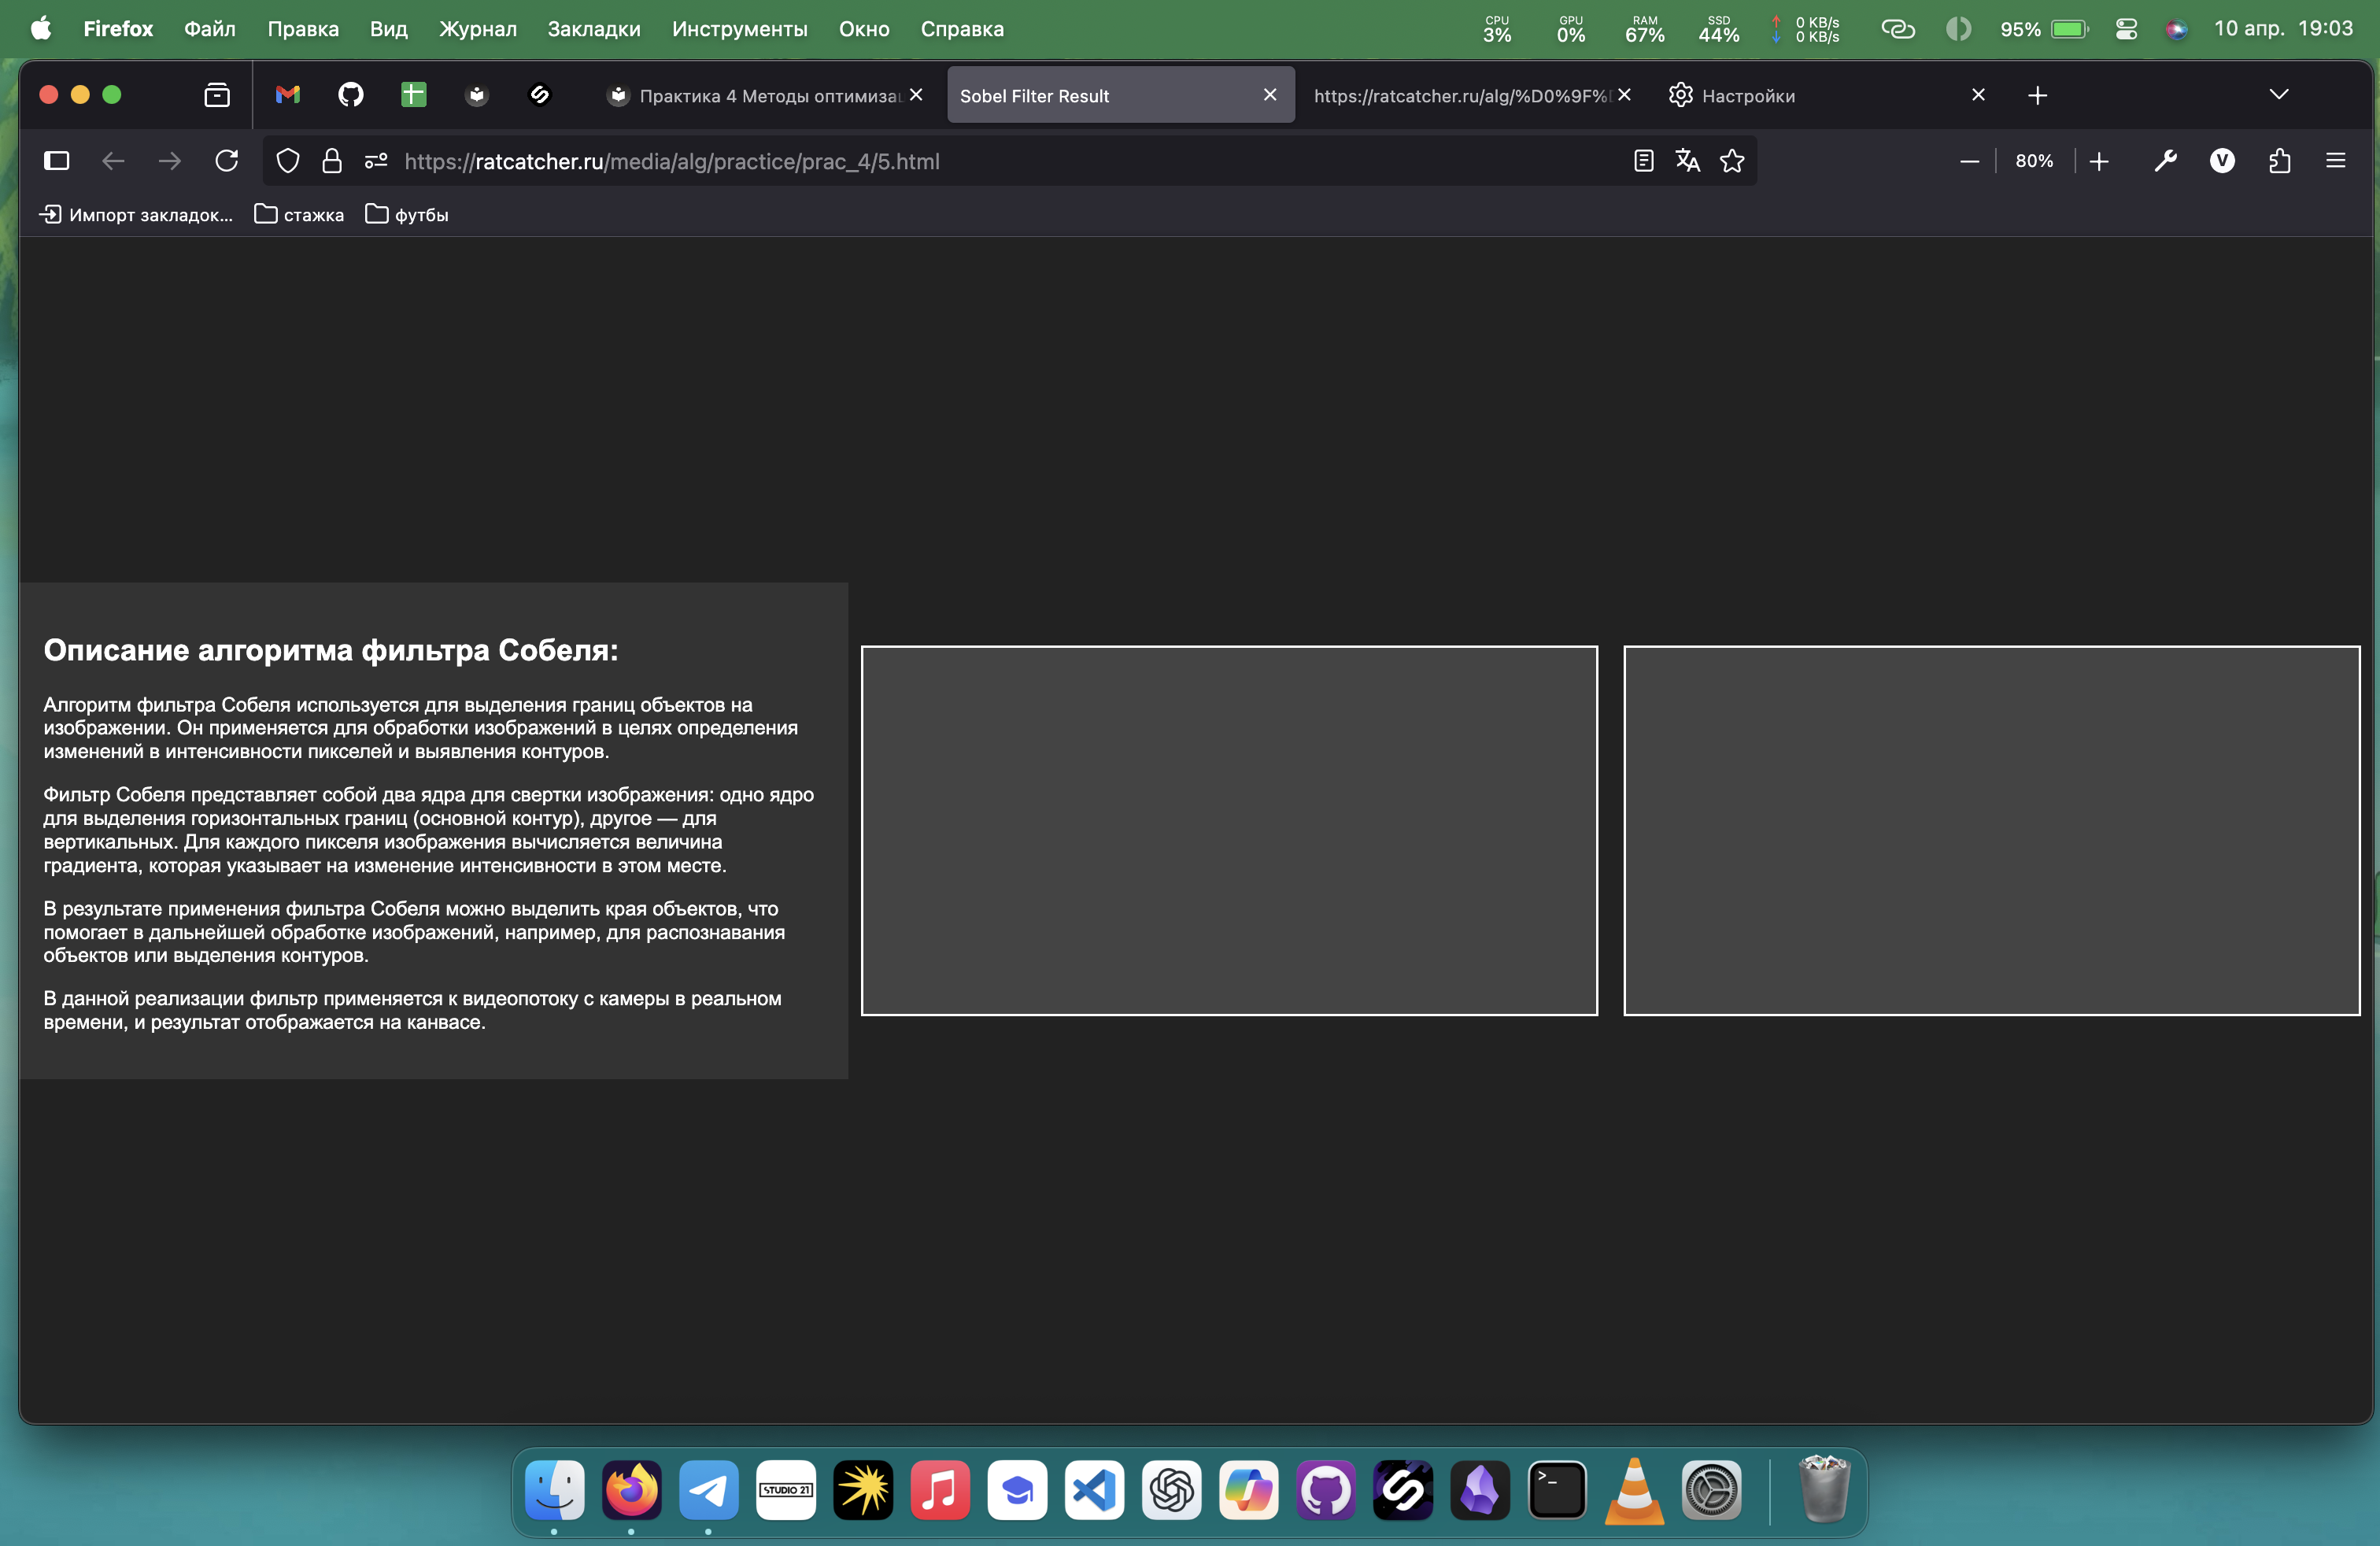 Firefox Файл Правка Вид Журнал Закладки Инструменты Окно Справка
CPU 3% GPU 0% RAM 67% SSD 44% 0 KB/s 0 KB/s 95% 10 апр. 19:03
Практика 4 Методы оптимиза
Sobel Filter Result
https://ratcatcher.ru/alg/%D0%9F%
Настройки
https://ratcatcher.ru/media/alg/practice/prac_4/5.html
80%
V
Импорт закладок... стажка футбы
Описание алгоритма фильтра Собеля:
Алгоритм фильтра Собеля используется для выделения границ объектов на
изображении. Он применяется для обработки изображений в целях определения
изменений в интенсивности пикселей и выявления контуров.
Фильтр Собеля представляет собой два ядра для свертки изображения: одно ядро
для выделения горизонтальных границ (основной контур), другое — для
вертикальных. Для каждого пикселя изображения вычисляется величина
градиента, которая указывает на изменение интенсивности в этом месте.
В результате применения фильтра Собеля можно выделить края объектов, что
помогает в дальнейшей обработке изображений, например, для распознавания
объектов или выделения контуров.
В данной реализации фильтр применяется к видеопотоку с камеры в реальном
времени, и результат отображается на канвасе.
STUDIO 21
>_